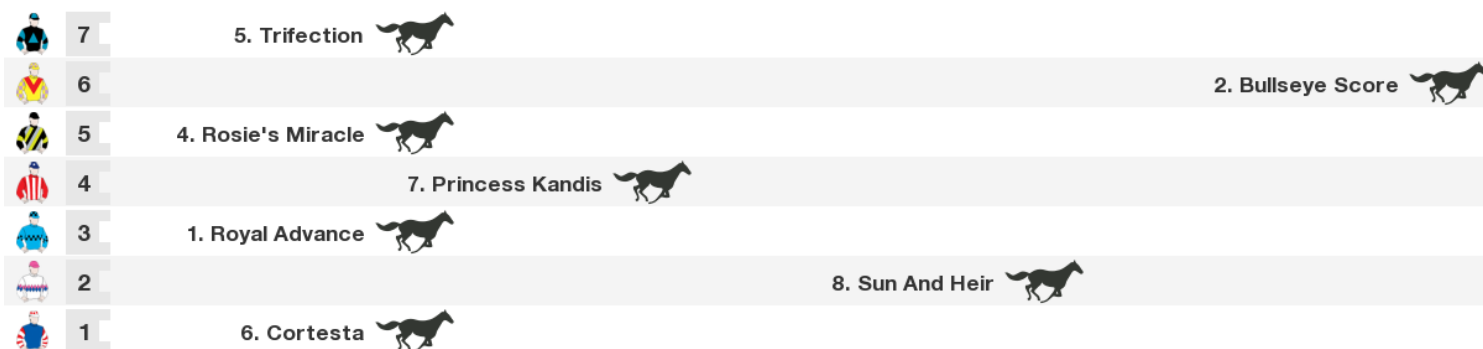 7 5. Trifection
6 2. Bullseye Score
5 4. Rosie's Miracle
4 7. Princess Kandis
3 1. Royal Advance
2 8. Sun And Heir
1 6. Cortesta